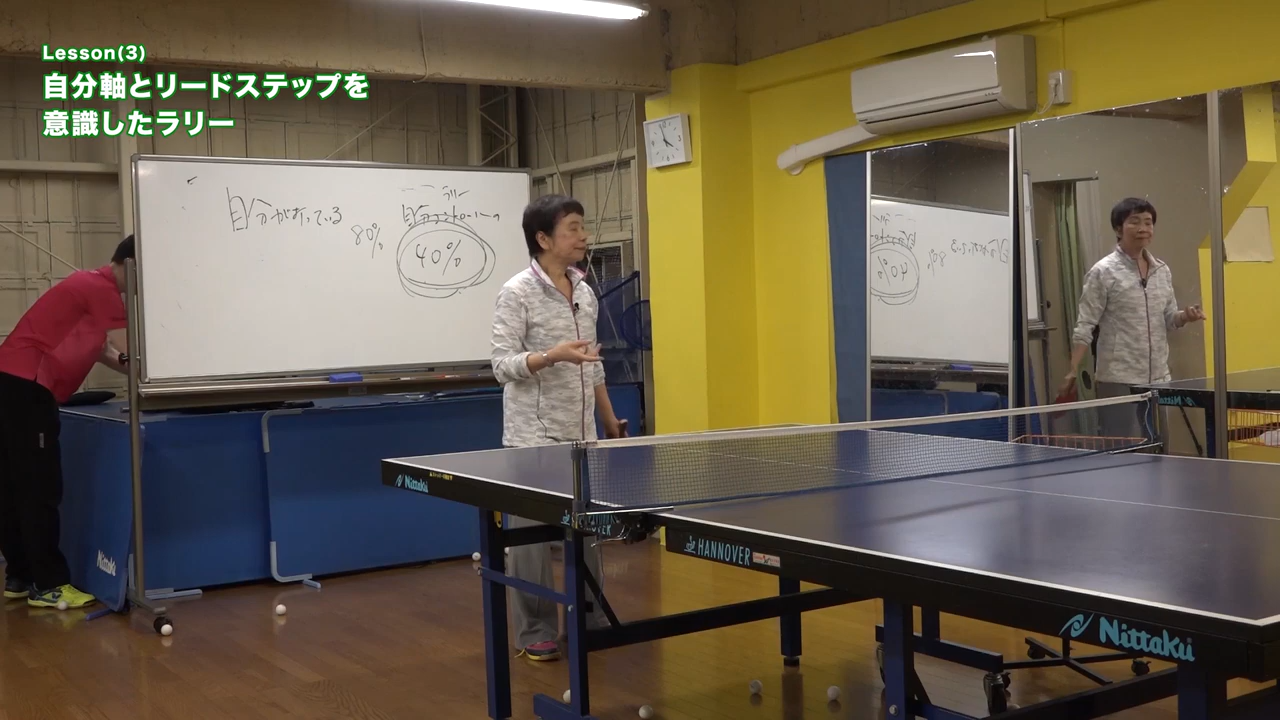 Lesson(3)
自分軸とリードステップを
意識したラリー
自分が打っている
80%
ラリー
40%
Nittaku
HANNOVER
Nittaku
Nittaku